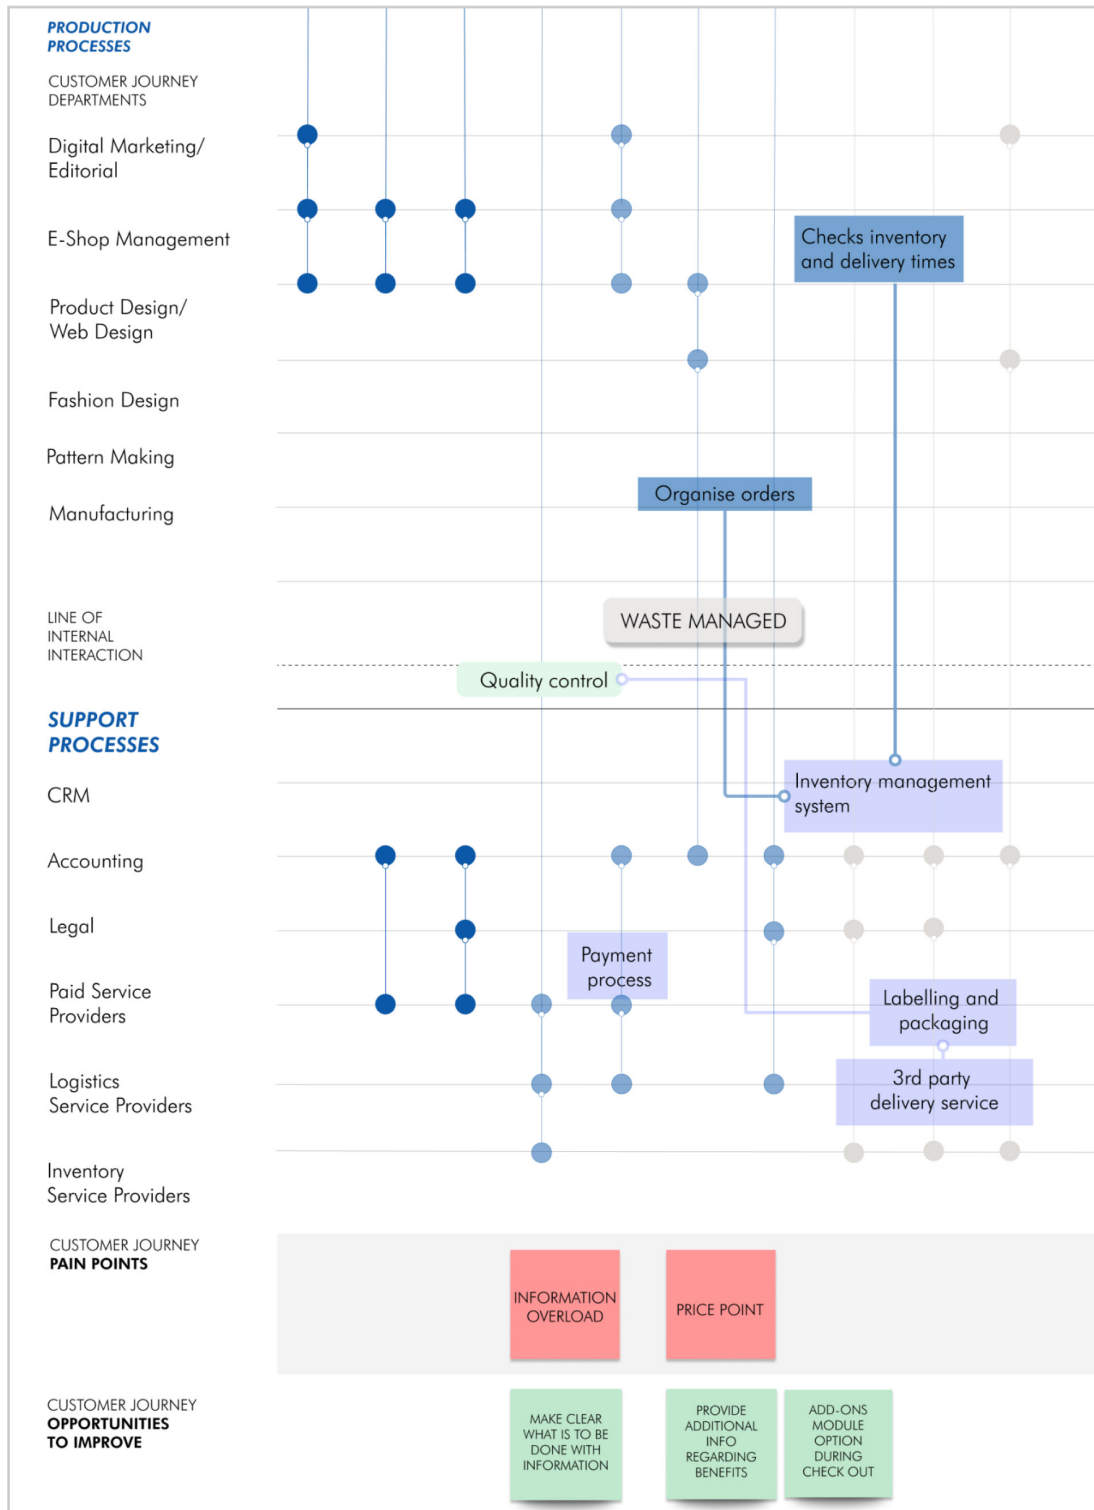 PRODUCTION
PROCESSES
CUSTOMER JOURNEY
DEPARTMENTS
Digital Marketing/
Editorial
E-Shop Management
Checks inventory
and delivery times
Product Design/
Web Design
Fashion Design
Pattern Making
Organise orders
Manufacturing
LINE OF
INTERNAL
INTERACTION
WASTE MANAGED
Quality control
SUPPORT
PROCESSES
CRM
Inventory management
system
Accounting
Legal
Payment
process
Paid Service
Providers
Labelling and
packaging
Logistics
Service Providers
3rd party
delivery service
Inventory
Service Providers
CUSTOMER JOURNEY
PAIN POINTS
INFORMATION
OVERLOAD
PRICE POINT
CUSTOMER JOURNEY
OPPORTUNITIES
TO IMPROVE
MAKE CLEAR
WHAT IS TO BE
DONE WITH
INFORMATION
PROVIDE
ADDITIONAL
INFO
REGARDING
BENEFITS
ADD-ONS
MODULE
OPTION
DURING
CHECK OUT